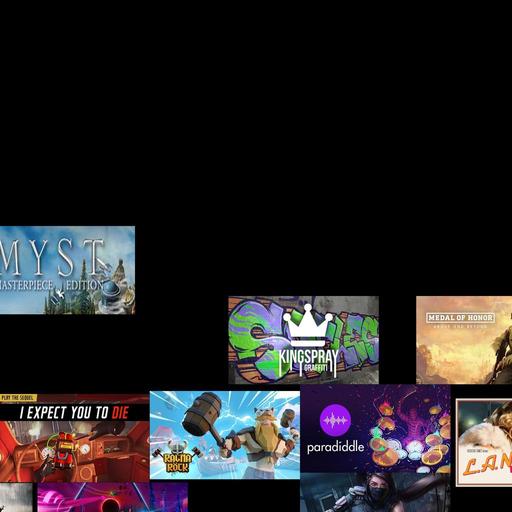 MYST
MASTERPIECE EDITION
KINGSPRAY
GRAFFITI
MEDAL OF HONOR
ABOVE AND BEYOND
PLAY THE SEQUEL
I EXPECT YOU TO DIE
RAGNA
ROCK
paradiddle
L.A.N